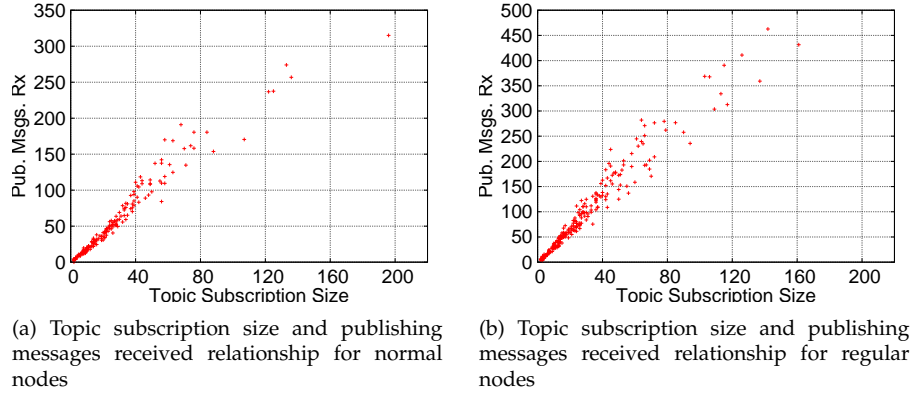 350
300
250
200
150
100
50
0
0 40 80 120 160 200
Pub. Msgs. Rx
Topic Subscription Size
(a) Topic subscription size and publishing
messages received relationship for normal
nodes
500
450
400
350
300
250
200
150
100
50
0
0 40 80 120 160 200
Pub. Msgs. Rx
Topic Subscription Size
(b) Topic subscription size and publishing
messages received relationship for regular
nodes